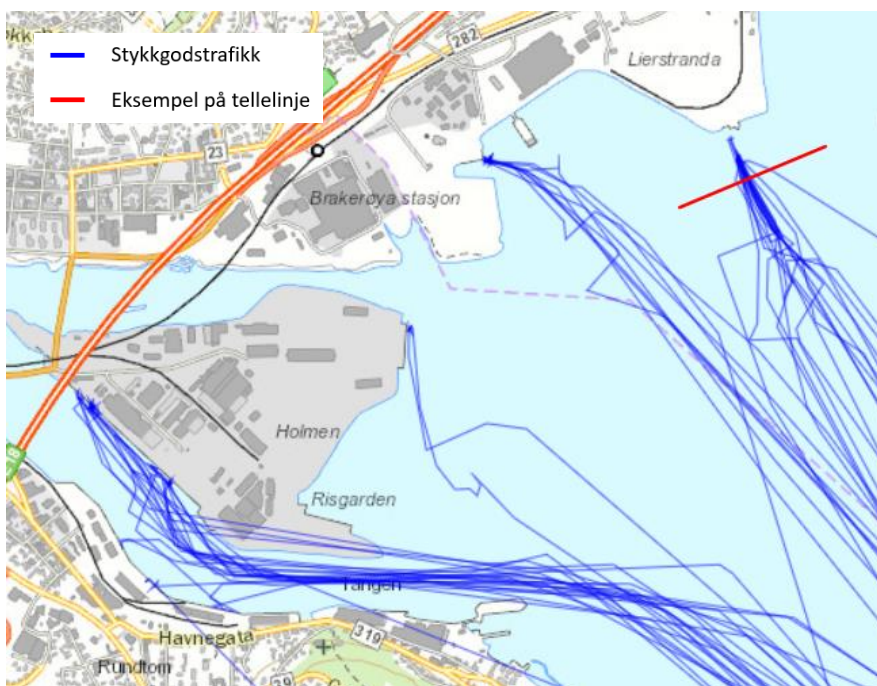 Stykkgodstrafikk
Eksempel på tellelinje
282
Lierstranda
23
Brakerøya stasjon
Holmen
Risgarden
Tangen
Havnegata
319
Rundtom